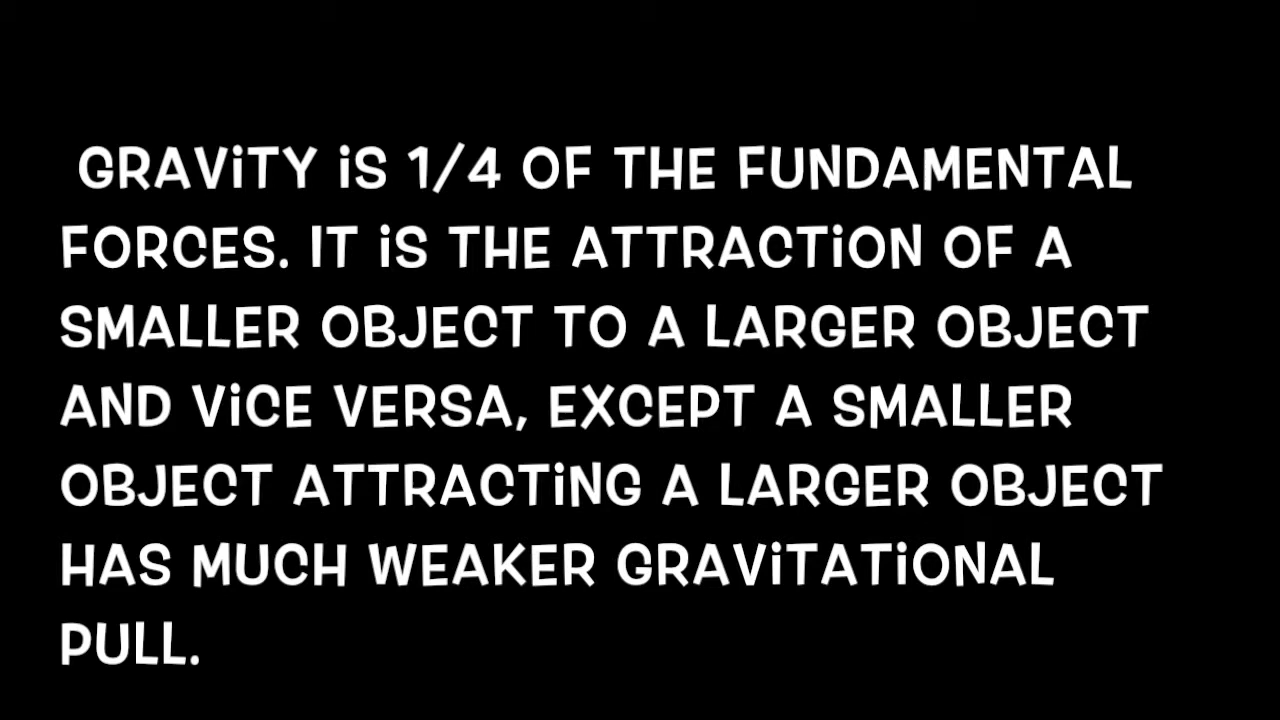 GRAVITY IS 1/4 OF THE FUNDAMENTAL
FORCES. IT IS THE ATTRACTION OF A
SMALLER OBJECT TO A LARGER OBJECT
AND VICE VERSA, EXCEPT A SMALLER
OBJECT ATTRACTING A LARGER OBJECT
HAS MUCH WEAKER GRAVITATIONAL
PULL.